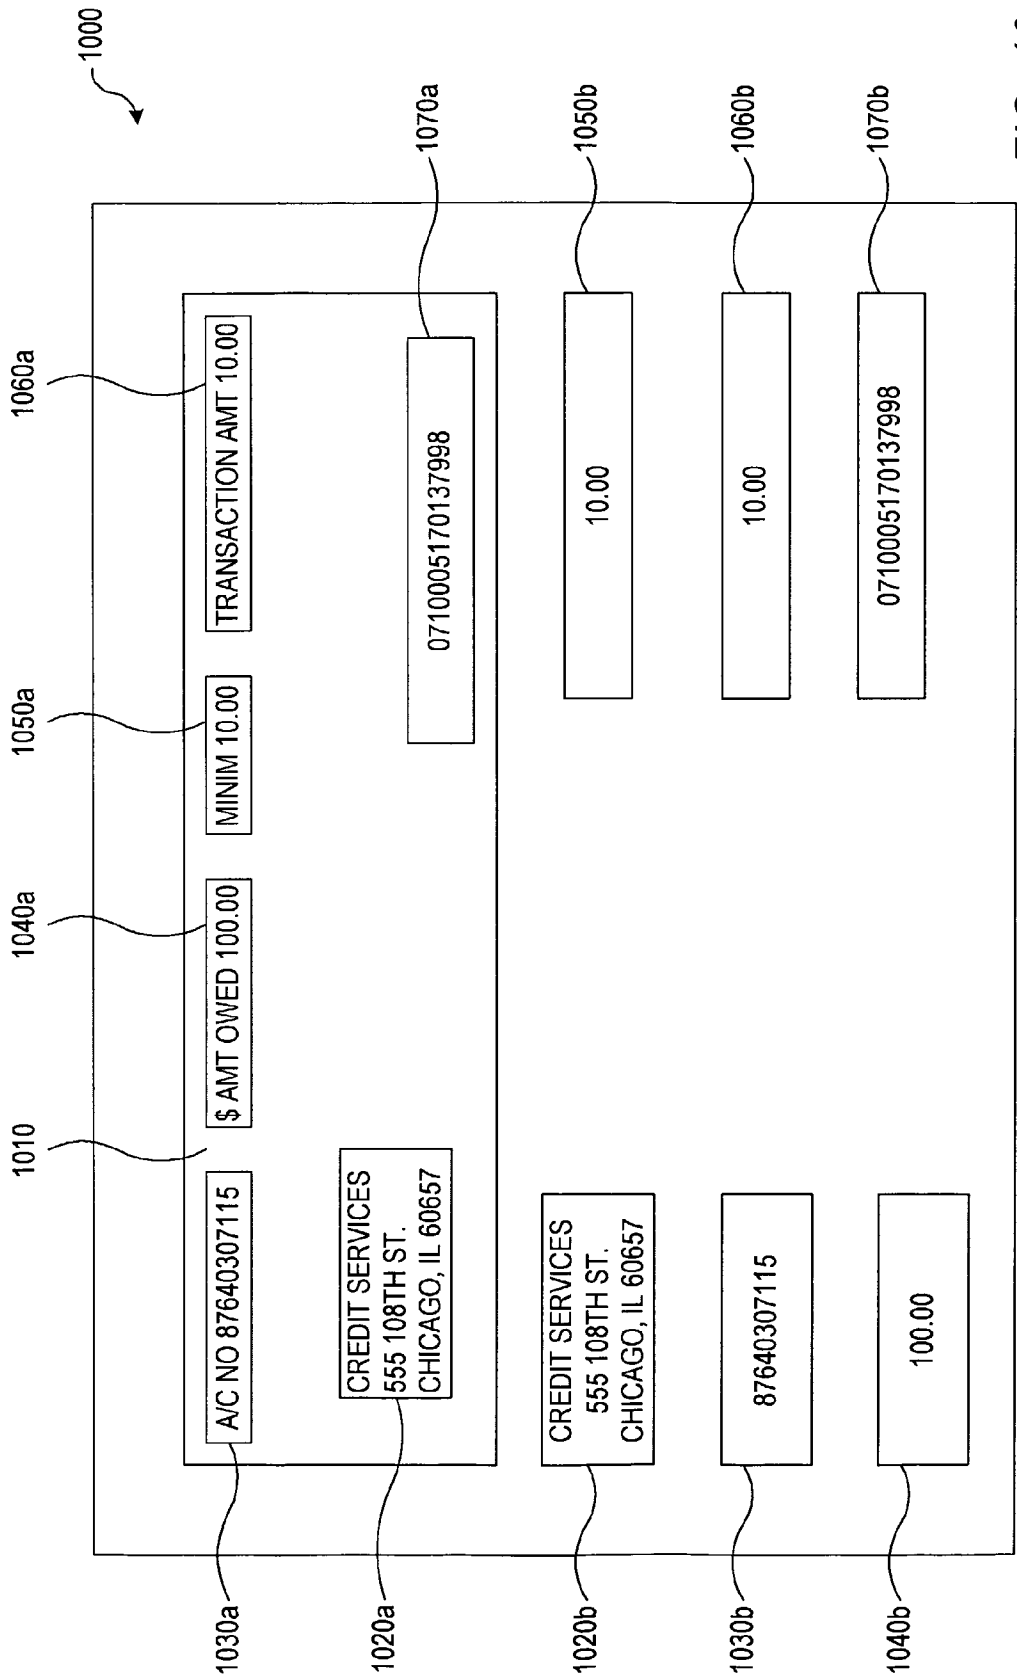 1010 1040a 1050a 1060a
1000
1030a A/C NO 87640307115 $ AMT OWED 100.00 MINIM 10.00 TRANSACTION AMT 10.00
CREDIT SERVICES
1020a 555 108TH ST.
CHICAGO, IL 60657
0710005170137998 1070a
CREDIT SERVICES
1020b 555 108TH ST. 10.00 1050b
CHICAGO, IL 60657
1030b 87640307115 10.00 1060b
1040b 100.00 0710005170137998 1070b